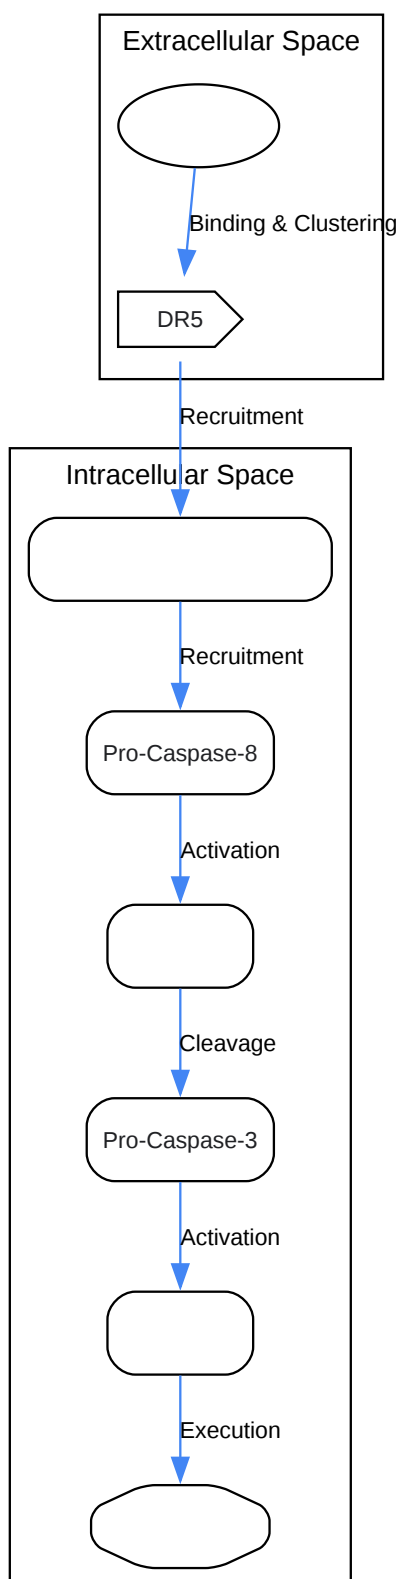 Extracellular Space
Binding & Clustering
DR5
Recruitment
Intracellular Space
Recruitment
Pro-Caspase-8
Activation
Cleavage
Pro-Caspase-3
Activation
Execution